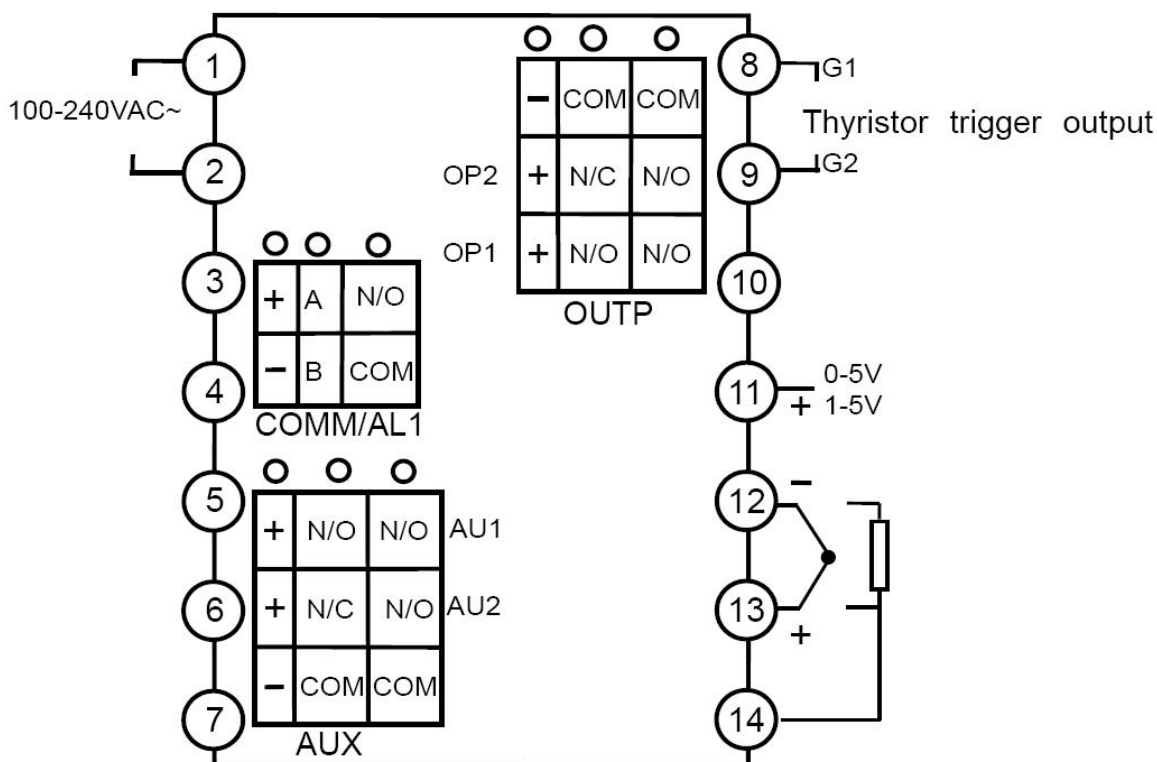 1
100-240VAC~
2
3
4
5
6
7
+ A N/O
− B COM
COMM/AL1
+ N/O N/O AU1
+ N/C N/O AU2
− COM COM
AUX
− COM COM
OP2 + N/C N/O
OP1 + N/O N/O
OUTP
8 G1
Thyristor trigger output
9 G2
10
11 0-5V
+ 1-5V
12 −
13 +
14